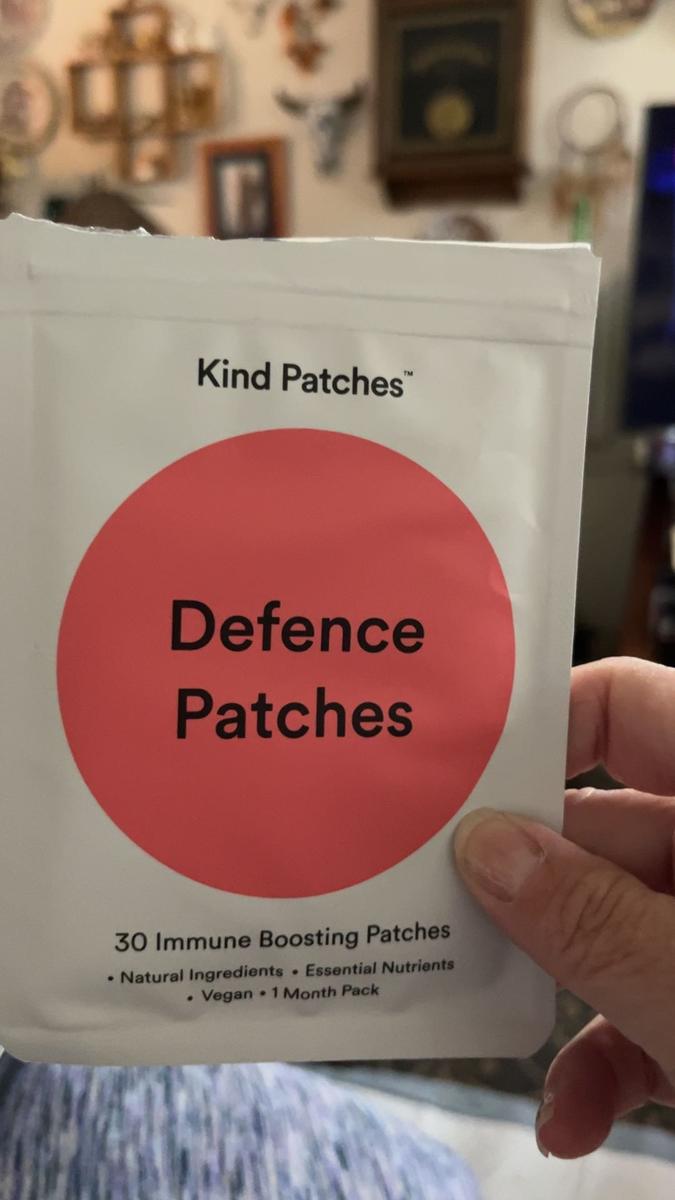 Kind Patches™
Defence
Patches
30 Immune Boosting Patches
• Natural Ingredients • Essential Nutrients
• Vegan • 1 Month Pack